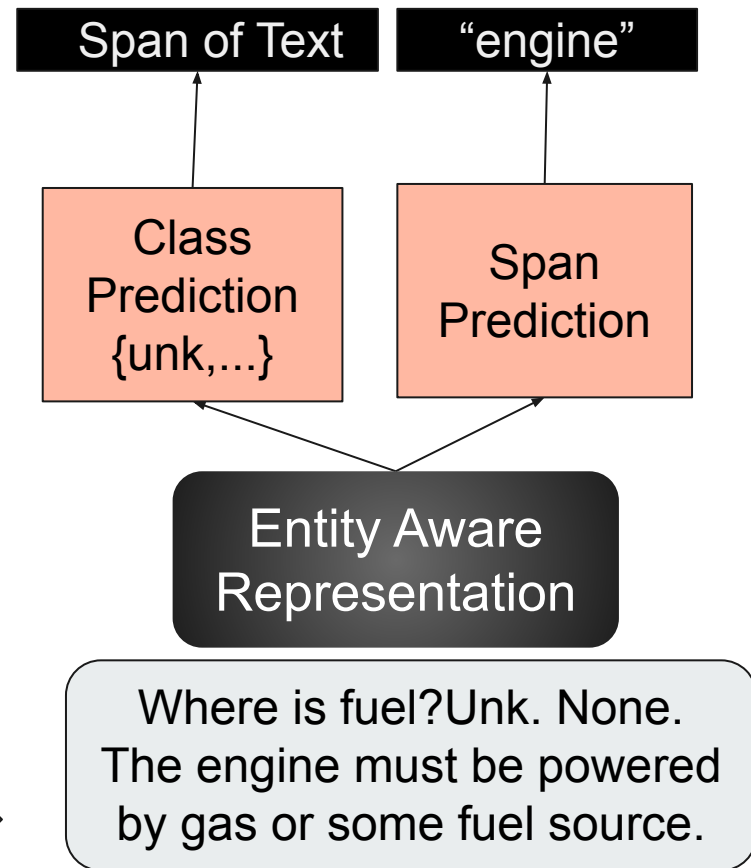 Span of Text
“engine”
Class
Prediction
{unk,...}
Span
Prediction
Entity Aware
Representation
Where is fuel?Unk. None.
The engine must be powered
by gas or some fuel source.